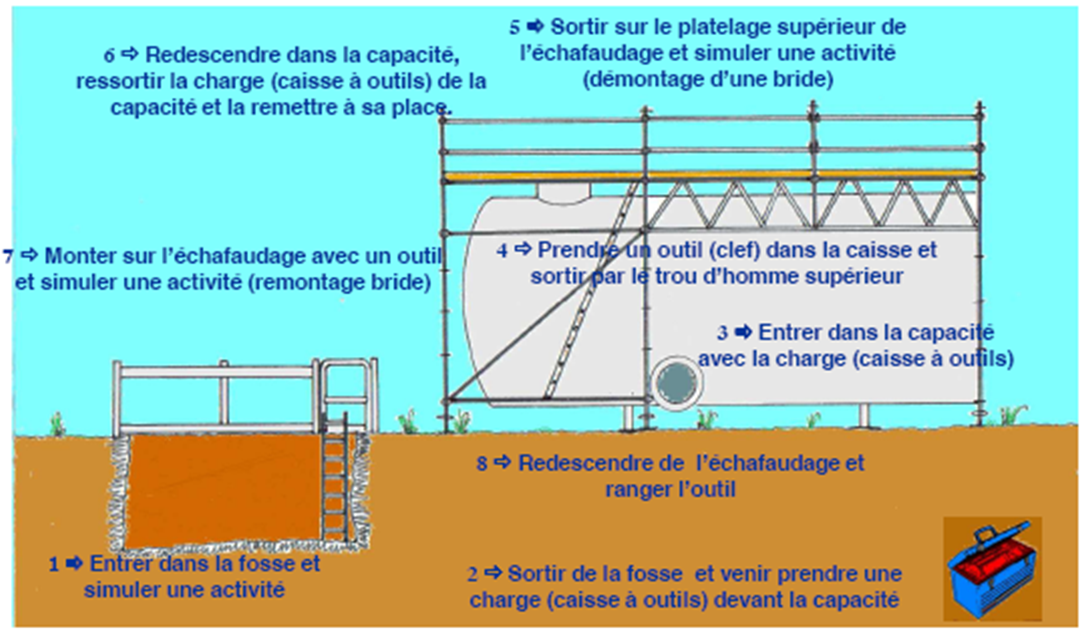 5 ➡ Sortir sur le platelage supérieur de
l'échafaudage et simuler une activité
(démontage d'une bride)
6 ⇨ Redescendre dans la capacité,
ressortir la charge (caisse à outils) de la
capacité et la remettre à sa place.
7 ⇨ Monter sur l'échafaudage avec un outil
et simuler une activité (remontage bride)
4 ⇨ Prendre un outil (clef) dans la caisse et
sortir par le trou d'homme supérieur
3 ➡ Entrer dans la capacité
avec la charge (caisse à outils)
8 ⇨ Redescendre de l'échafaudage et
ranger l'outil
1 ➡ Entrer dans la fosse et
simuler une activité
2 ➔ Sortir de la fosse et venir prendre une
charge (caisse à outils) devant la capacité